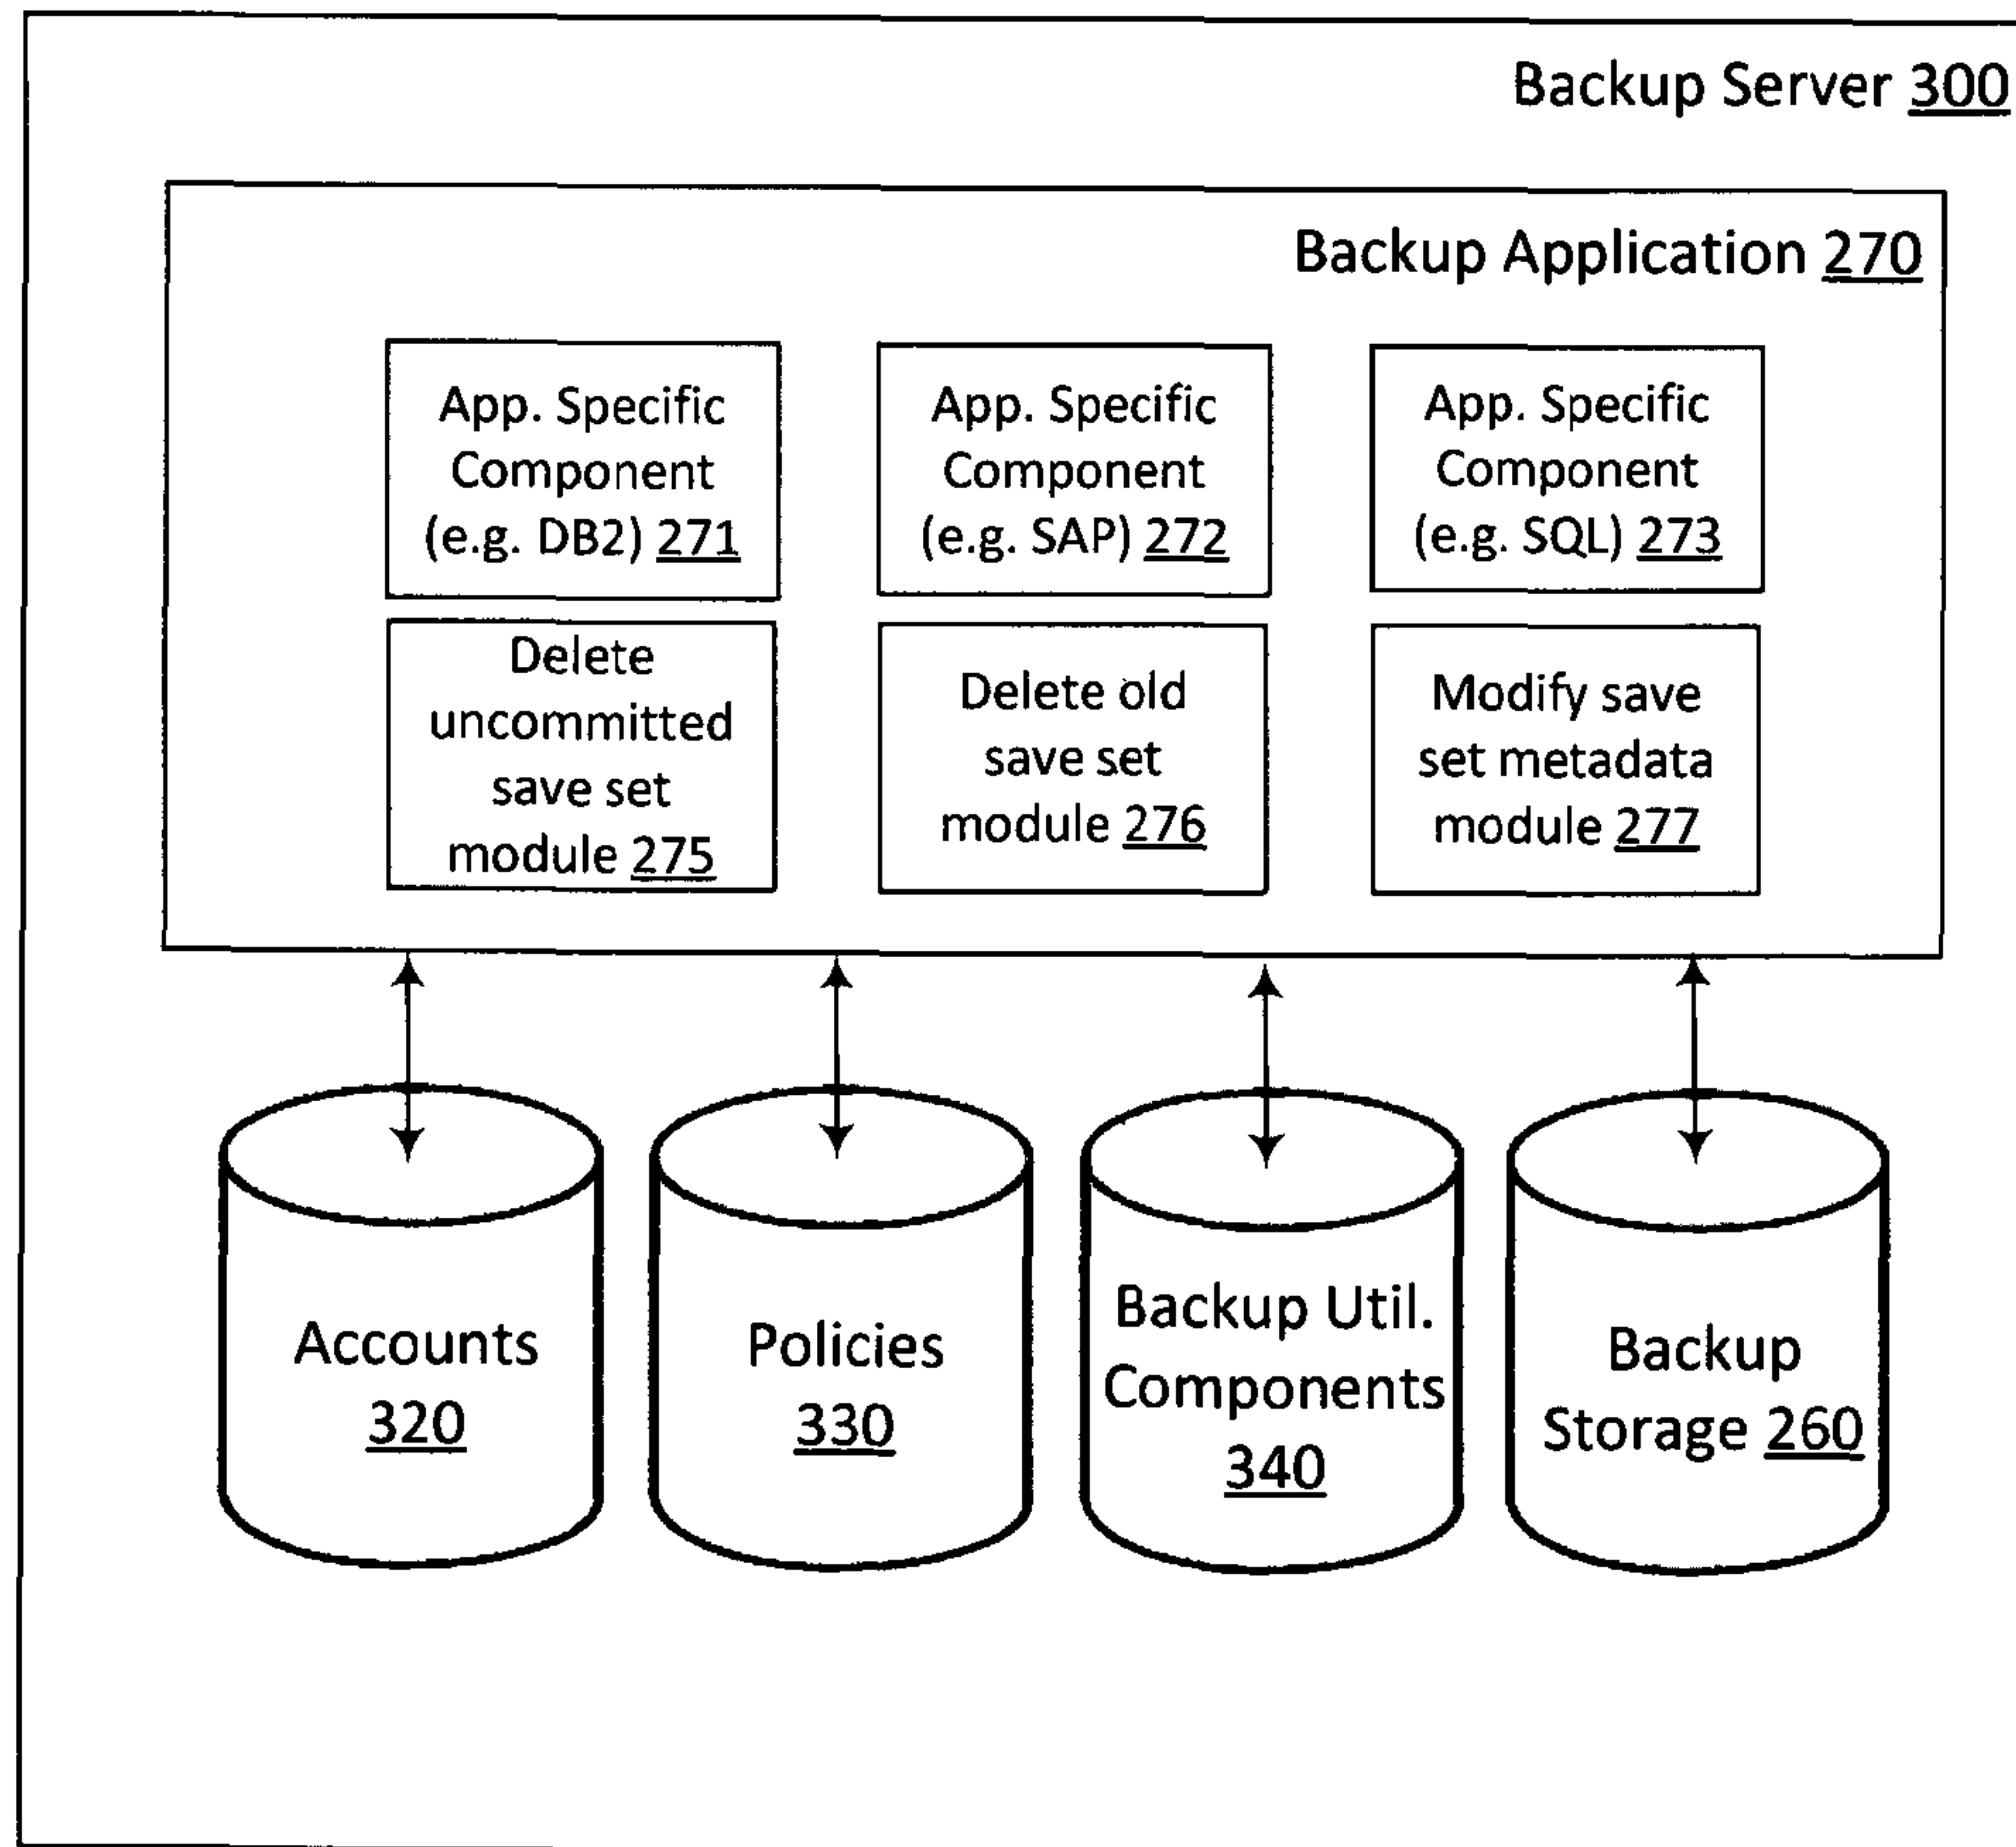 Backup Server 300
Backup Application 270
App. Specific
Component
(e.g. DB2) 271
App. Specific
Component
(e.g. SAP) 272
App. Specific
Component
(e.g. SQL) 273
Delete
uncommitted
save set
module 275
Delete old
save set
module 276
Modify save
set metadata
module 277
Accounts
320
Policies
330
Backup Util.
Components
340
Backup
Storage 260